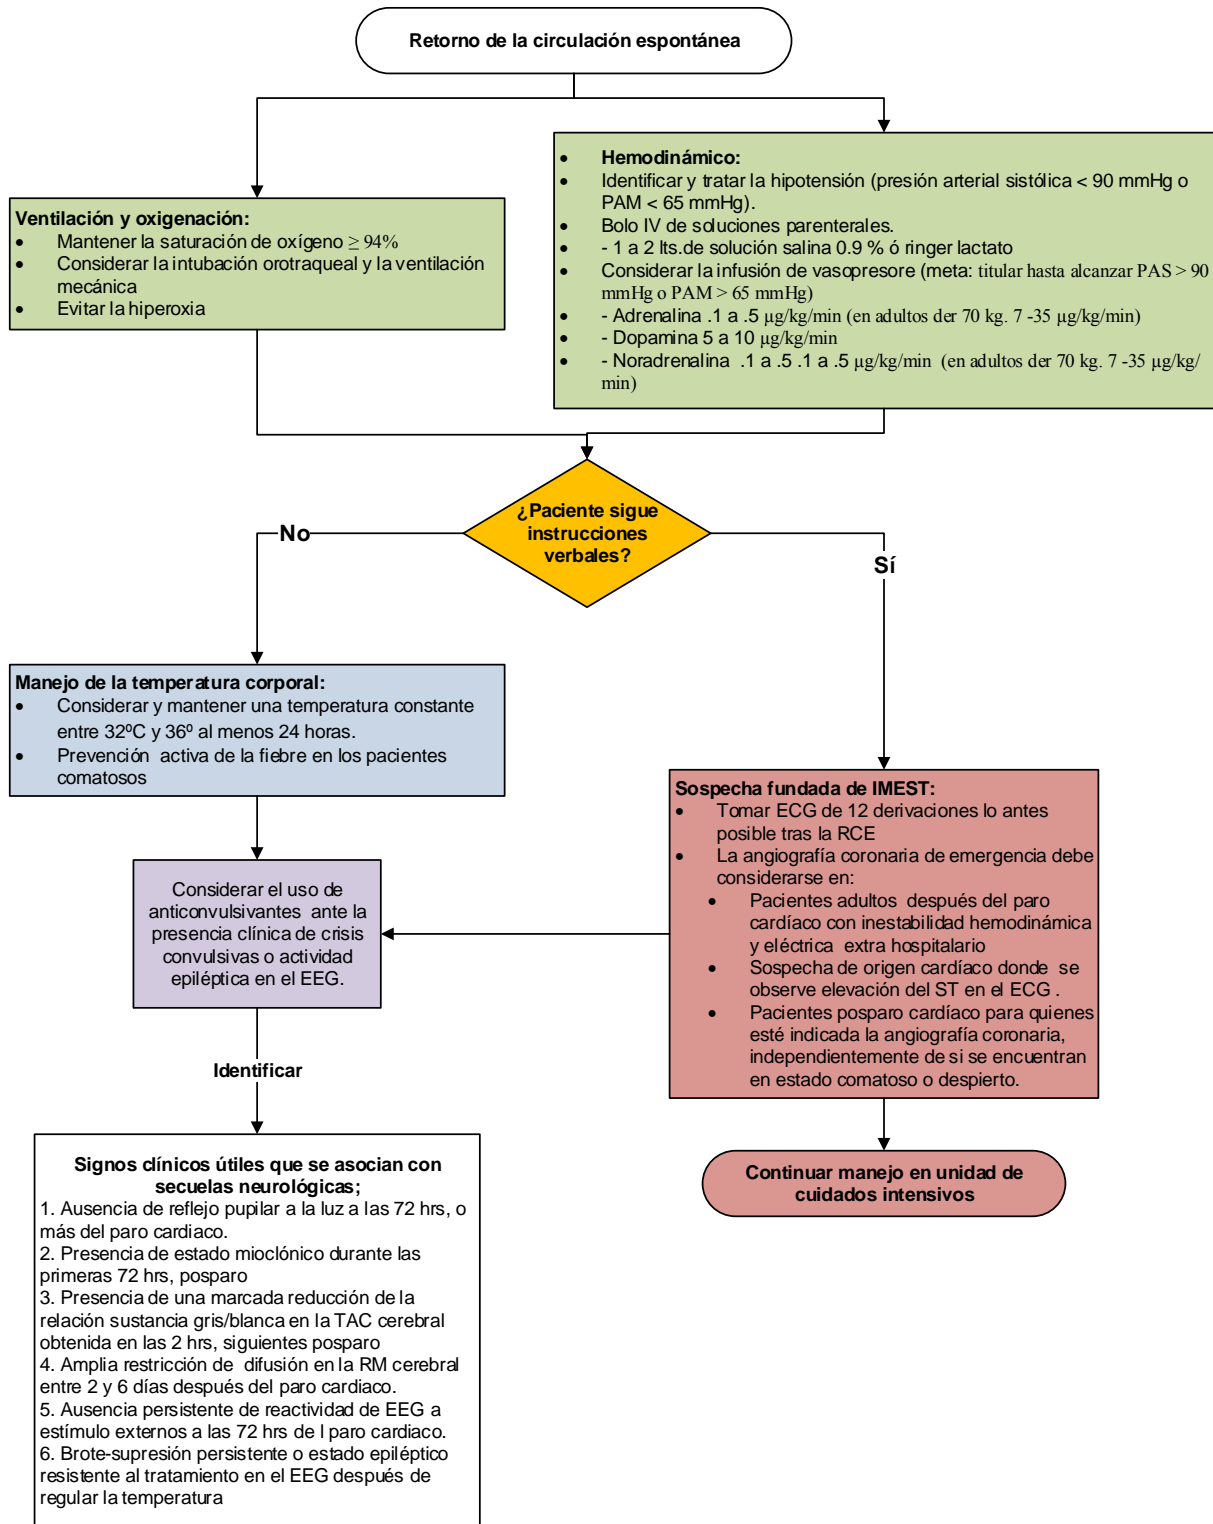 Retorno de la circulación espontánea
Ventilación y oxigenación:
• Mantener la saturación de oxígeno ≥ 94%
• Considerar la intubación orotraqueal y la ventilación
mecánica
• Evitar la hiperoxia
• Hemodinámico:
• Identificar y tratar la hipotensión (presión arterial sistólica < 90 mmHg o
PAM < 65 mmHg).
• Bolo IV de soluciones parenterales.
• - 1 a 2 lts.de solución salina 0.9 % ó ringer lactato
• Considerar la infusión de vasopresore (meta: titular hasta alcanzar PAS > 90
mmHg o PAM > 65 mmHg)
• - Adrenalina .1 a .5 µg/kg/min (en adultos der 70 kg. 7 -35 µg/kg/min)
• - Dopamina 5 a 10 µg/kg/min
• - Noradrenalina .1 a .5 .1 a .5 µg/kg/min (en adultos der 70 kg. 7 -35 µg/kg/
min)
¿Paciente sigue
instrucciones
verbales?
No
Sí
Manejo de la temperatura corporal:
• Considerar y mantener una temperatura constante
entre 32ºC y 36º al menos 24 horas.
• Prevención activa de la fiebre en los pacientes
comatosos
Sospecha fundada de IMEST:
• Tomar ECG de 12 derivaciones lo antes
posible tras la RCE
• La angiografía coronaria de emergencia debe
considerarse en:
• Pacientes adultos después del paro
cardíaco con inestabilidad hemodinámica
y eléctrica extra hospitalario
• Sospecha de origen cardíaco donde se
observe elevación del ST en el ECG .
• Pacientes posparo cardíaco para quienes
esté indicada la angiografía coronaria,
independientemente de si se encuentran
en estado comatoso o despierto.
Considerar el uso de
anticonvulsivantes ante la
presencia clínica de crisis
convulsivas o actividad
epiléptica en el EEG.
Identificar
Continuar manejo en unidad de
cuidados intensivos
Signos clínicos útiles que se asocian con
secuelas neurológicas;
1. Ausencia de reflejo pupilar a la luz a las 72 hrs, o
más del paro cardiaco.
2. Presencia de estado mioclónico durante las
primeras 72 hrs, posparo
3. Presencia de una marcada reducción de la
relación sustancia gris/blanca en la TAC cerebral
obtenida en las 2 hrs, siguientes posparo
4. Amplia restricción de difusión en la RM cerebral
entre 2 y 6 días después del paro cardiaco.
5. Ausencia persistente de reactividad de EEG a
estímulo externos a las 72 hrs de l paro cardiaco.
6. Brote-supresión persistente o estado epiléptico
resistente al tratamiento en el EEG después de
regular la temperatura